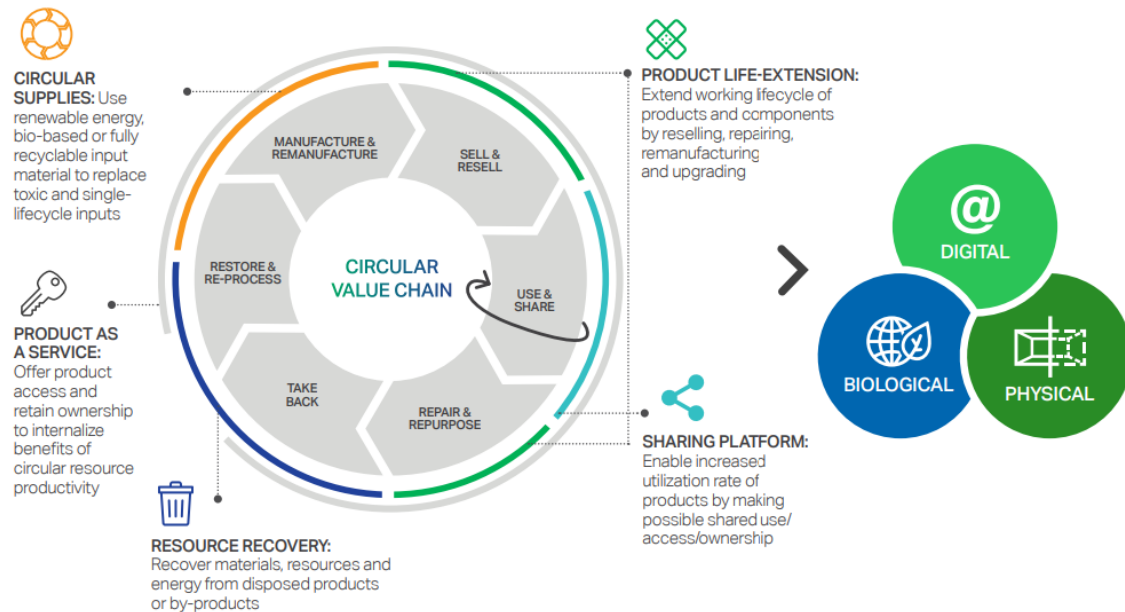 CIRCULAR
SUPPLIES: Use
renewable energy,
bio-based or fully
recyclable input
material to replace
toxic and single-
lifecycle inputs
PRODUCT AS
A SERVICE:
Offer product
access and
retain ownership
to internalize
benefits of
circular resource
productivity
RESOURCE RECOVERY:
Recover materials, resources and
energy from disposed products
or by-products
MANUFACTURE &
REMANUFACTURE
SELL &
RESELL
USE &
SHARE
REPAIR &
REPURPOSE
TAKE
BACK
RESTORE &
RE-PROCESS
CIRCULAR
VALUE CHAIN
PRODUCT LIFE-EXTENSION:
Extend working lifecycle of
products and components
by reselling, repairing,
remanufacturing
and upgrading
SHARING PLATFORM:
Enable increased
utilization rate of
products by making
possible shared use/
access/ownership
@
DIGITAL
BIOLOGICAL
PHYSICAL